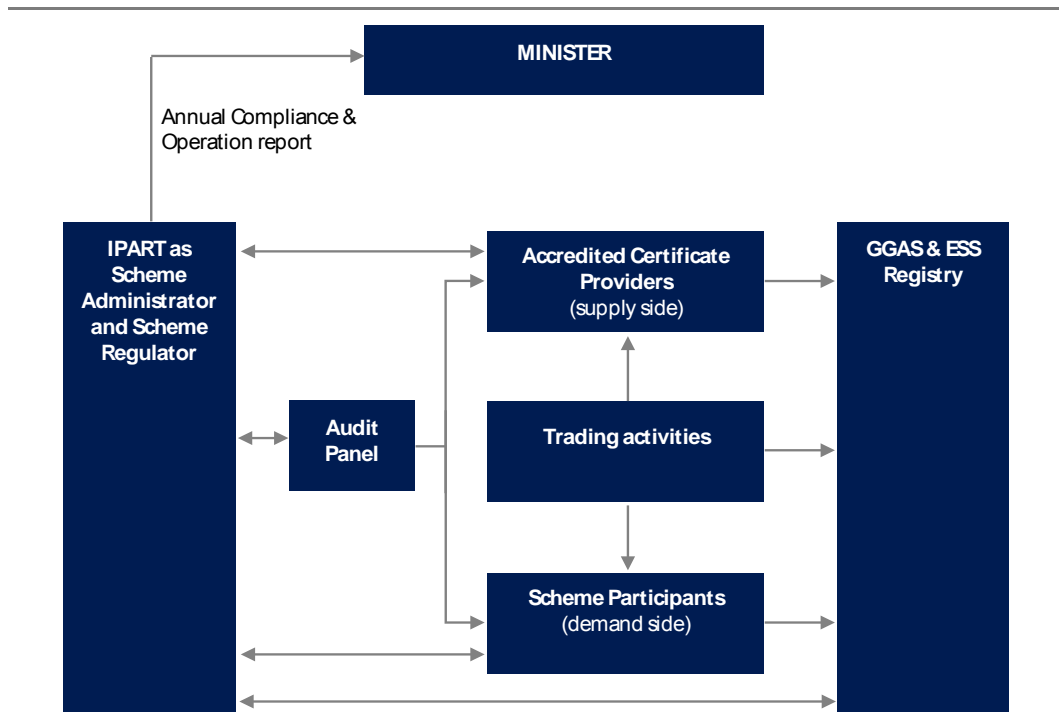 MINISTER
Annual Compliance &
Operation report
IPART as
Scheme
Administrator
and Scheme
Regulator
Accredited Certificate
Providers
(supply side)
GGAS & ESS
Registry
Audit
Panel
Trading activities
Scheme Participants
(demand side)